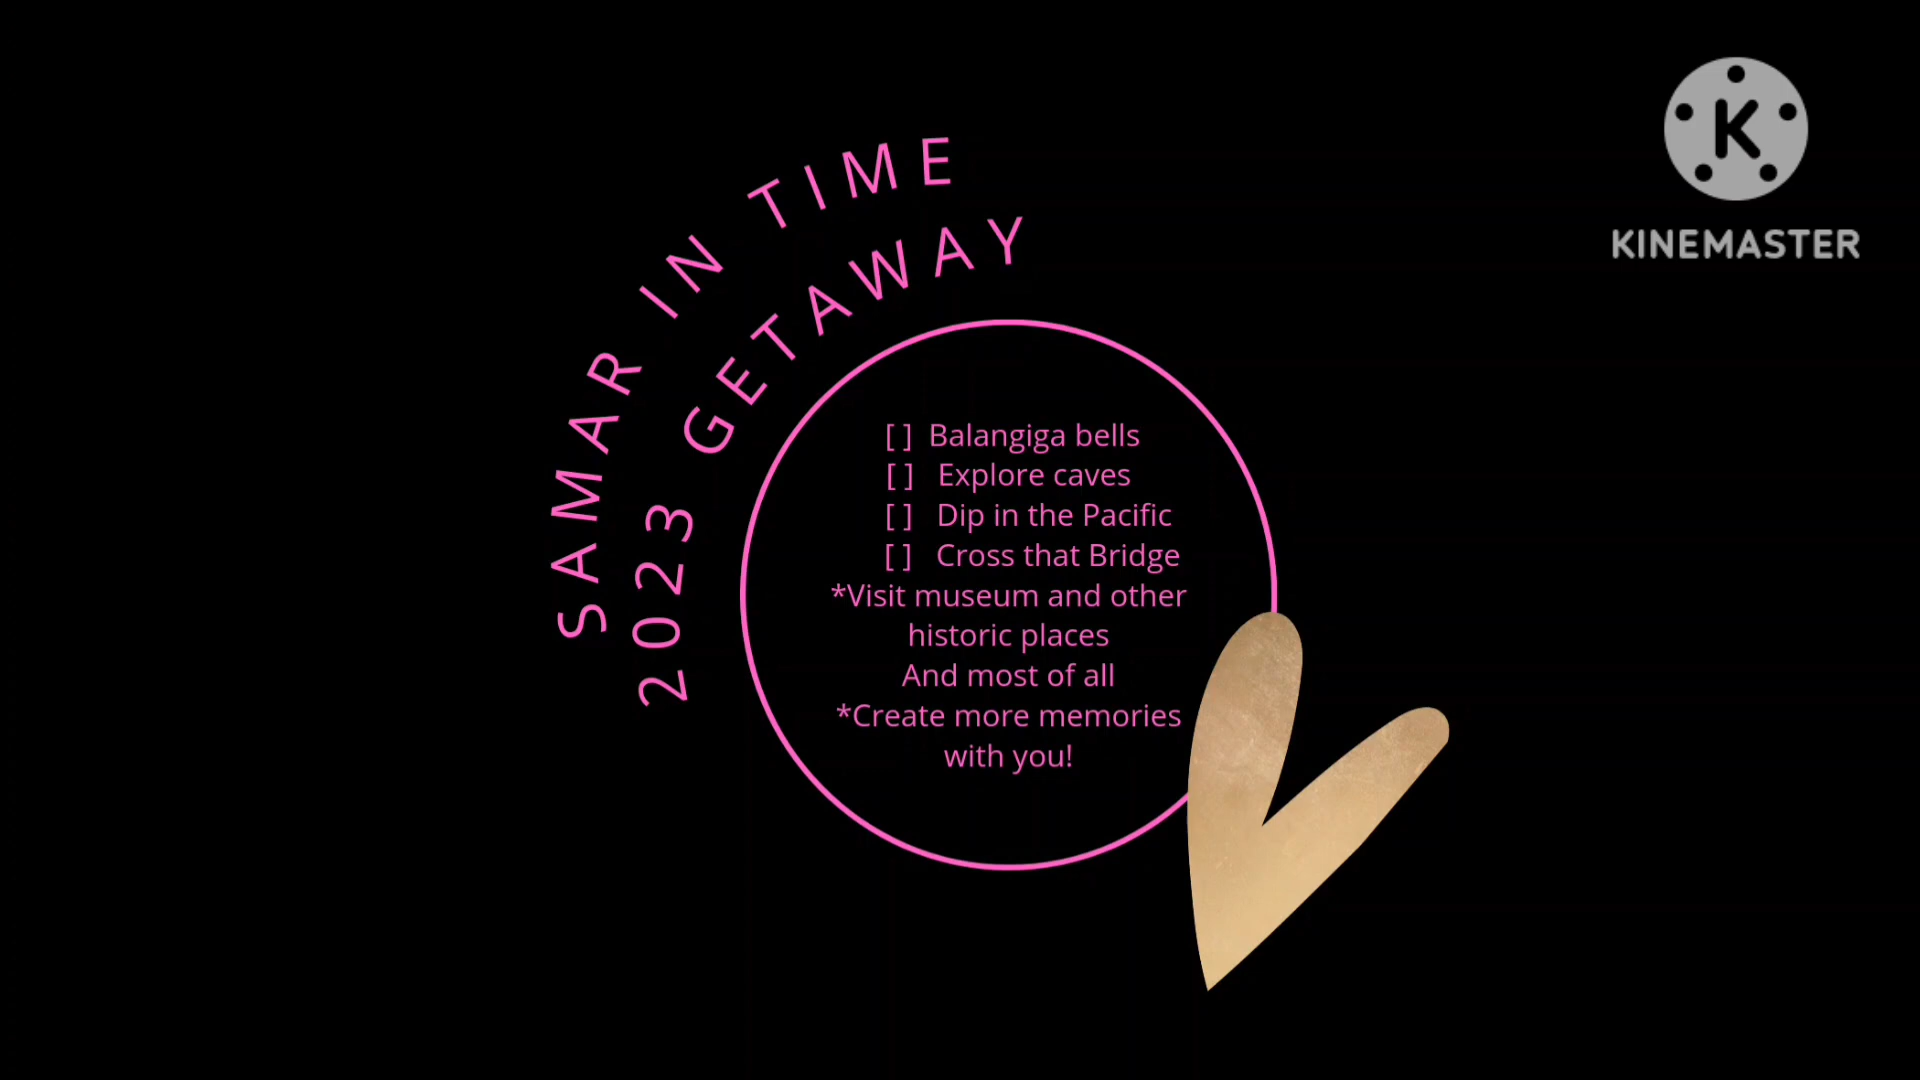 SAMAR IN TIME
2023 GETAWAY
[ ] Balangiga bells
[ ] Explore caves
[ ] Dip in the Pacific
[ ] Cross that Bridge
*Visit museum and other
historic places
And most of all
*Create more memories
with you!
K
KINEMASTER